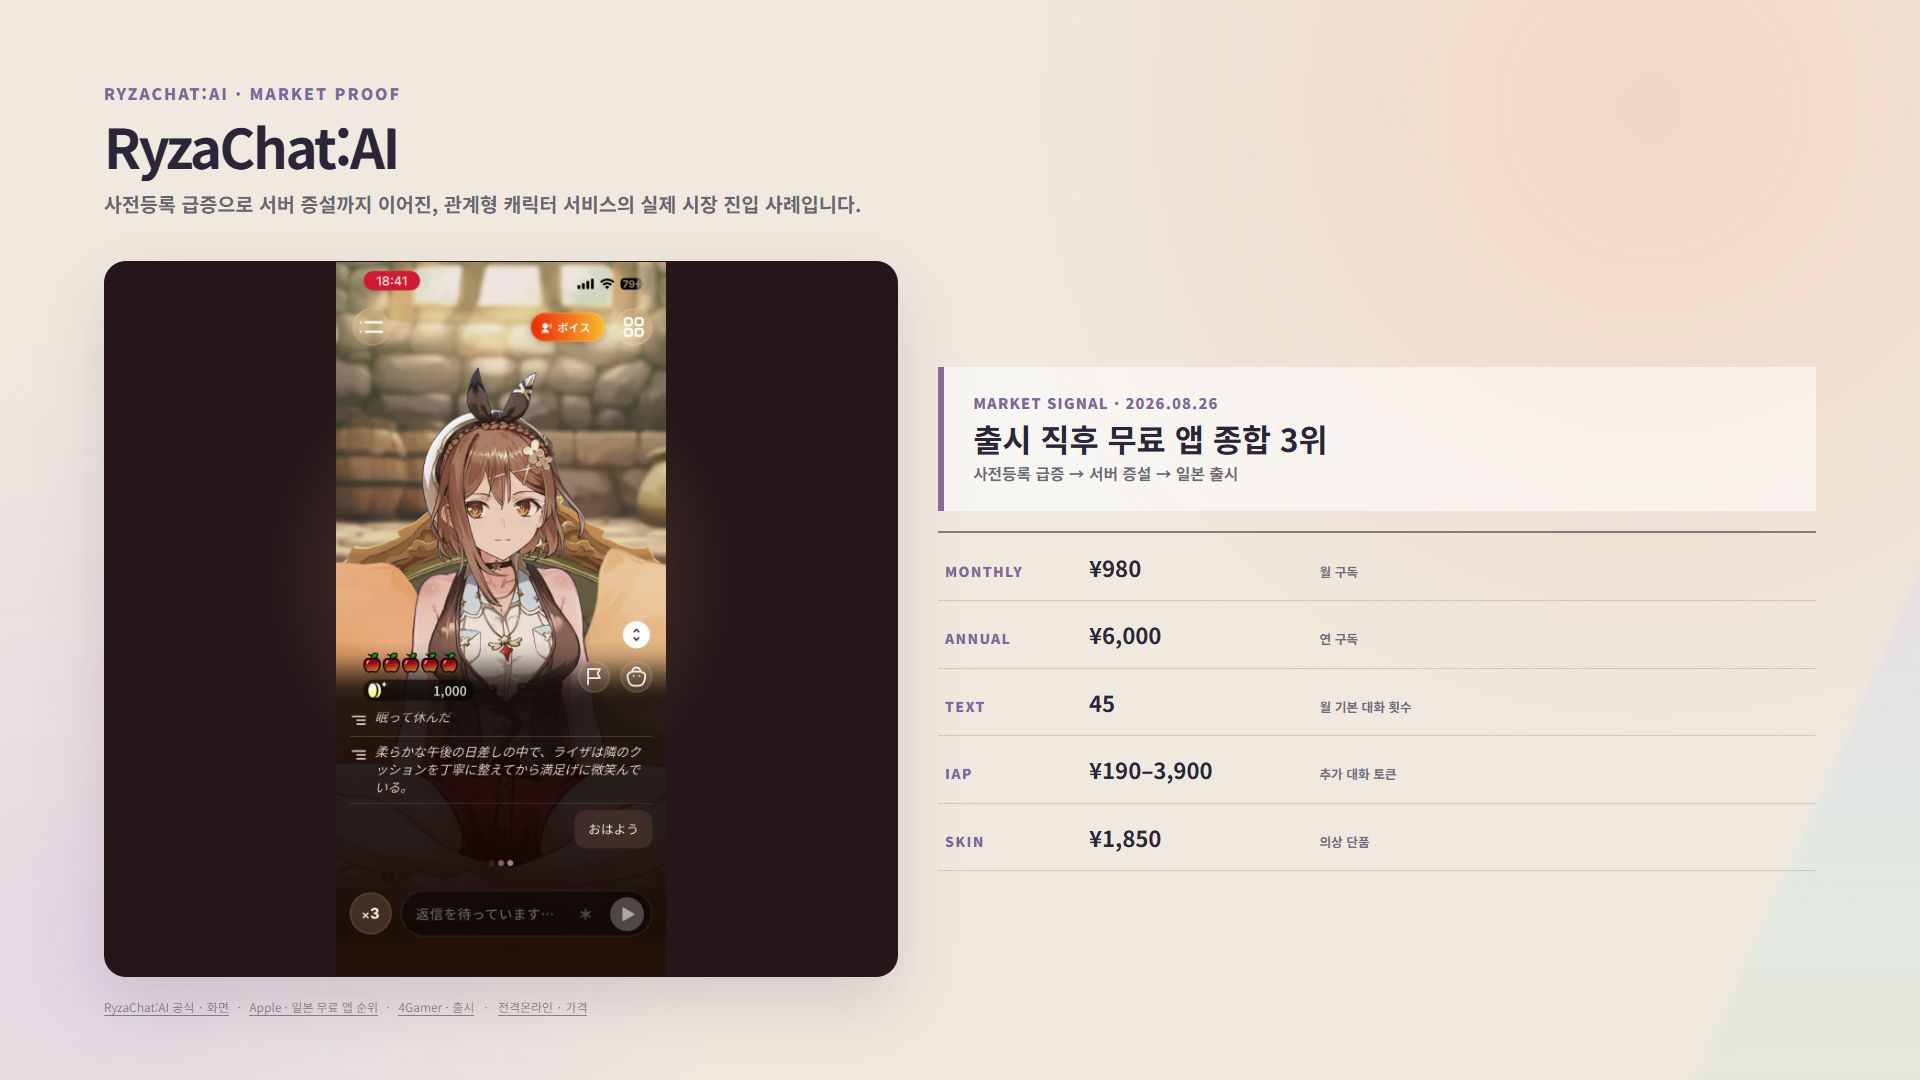 RYZACHAT:AI · MARKET PROOF
RyzaChat:AI
사전등록 급증으로 서버 증설까지 이어진, 관계형 캐릭터 서비스의 실제 시장 진입 사례입니다.
18:41
79
ボイス
1,000
眠って休んだ
柔らかな午後の日差しの中で、ライザは隣のク
ッションを丁寧に整えてから満足げに微笑んで
いる。
おはよう
×3
返信を待っています…
MARKET SIGNAL · 2026.08.26
출시 직후 무료 앱 종합 3위
사전등록 급증 → 서버 증설 → 일본 출시
MONTHLY ¥980 월 구독
ANNUAL ¥6,000 연 구독
TEXT 45 월 기본 대화 횟수
IAP ¥190–3,900 추가 대화 토큰
SKIN ¥1,850 의상 단품
RyzaChat:AI 공식 · 화면 · Apple · 일본 무료 앱 순위 · 4Gamer · 출시 · 전격온라인 · 가격